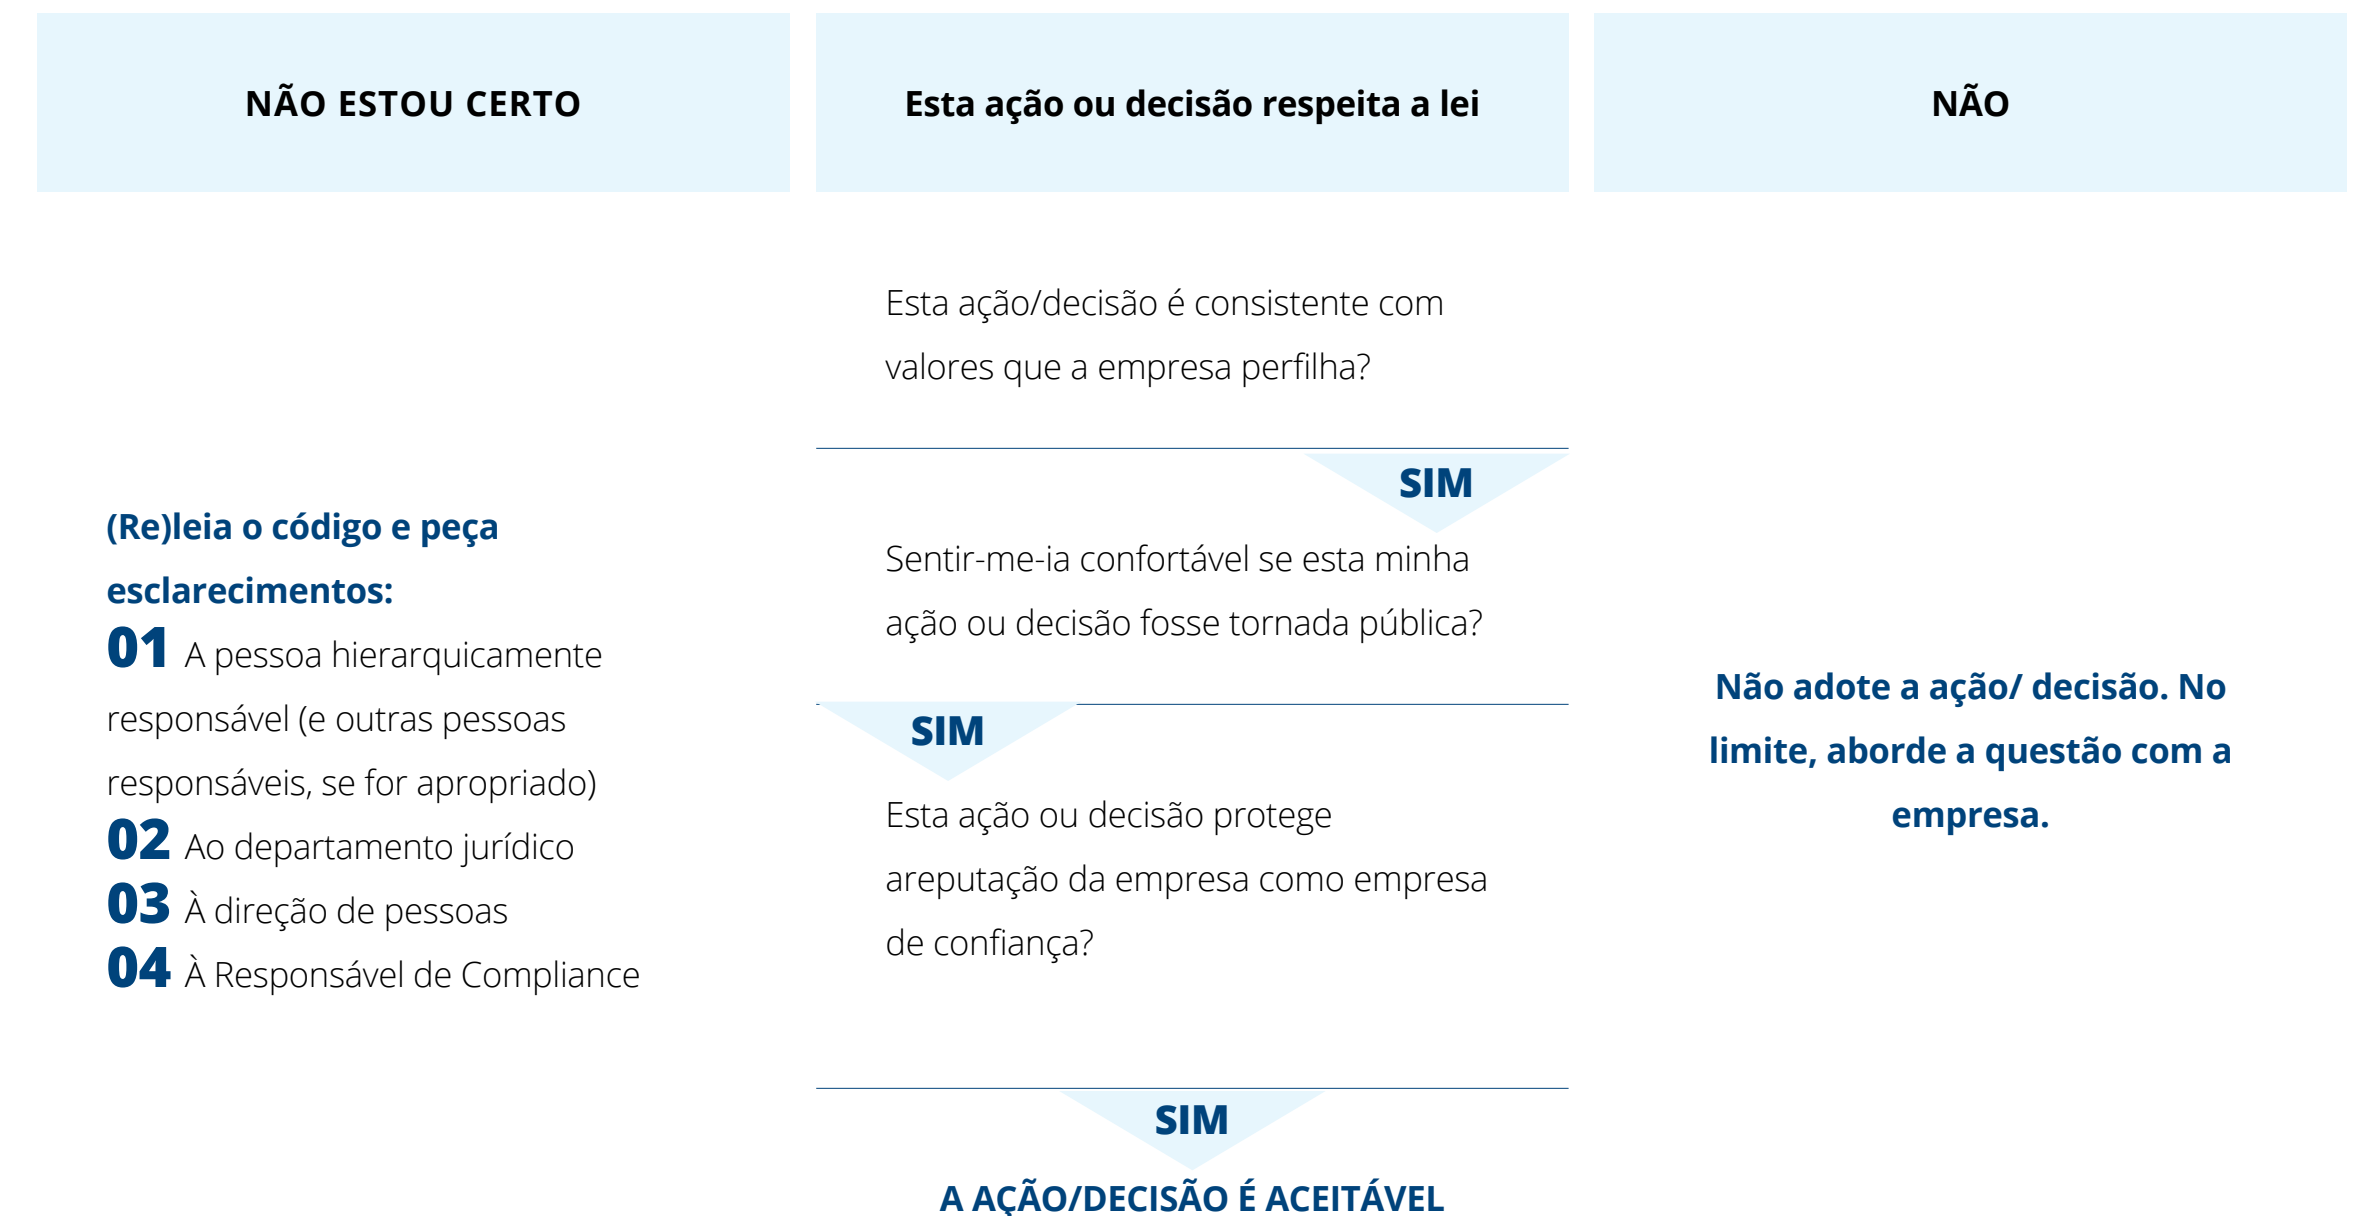 NÃO ESTOU CERTO
Esta ação ou decisão respeita a lei
NÃO
(Re)leia o código e peça
esclarecimentos:
01 A pessoa hierarquicamente
responsável (e outras pessoas
responsáveis, se for apropriado)
02 Ao departamento jurídico
03 À direção de pessoas
04 À Responsável de Compliance
Esta ação/decisão é consistente com
valores que a empresa perfilha?
SIM
Sentir-me-ia confortável se esta minha
ação ou decisão fosse tornada pública?
SIM
Esta ação ou decisão protege
areputação da empresa como empresa
de confiança?
SIM
A AÇÃO/DECISÃO É ACEITÁVEL
Não adote a ação/ decisão. No
limite, aborde a questão com a
empresa.